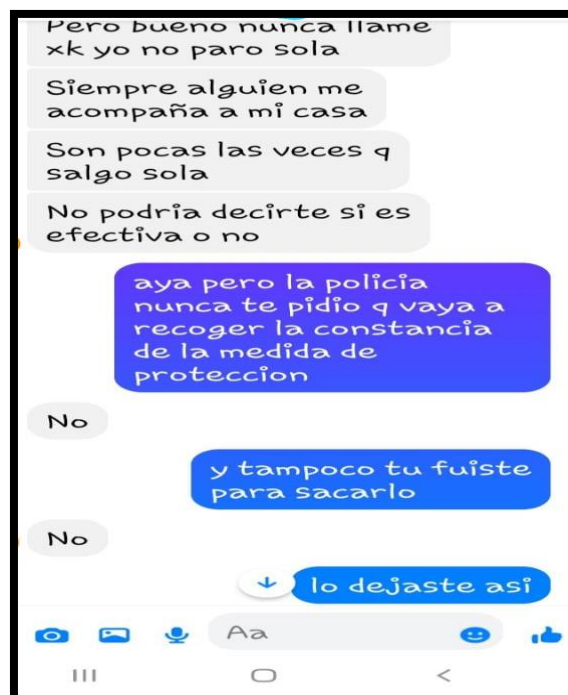 Pero bueno nunca llame
xk yo no paro sola
Siempre alguien me
acompaña a mi casa
Son pocas las veces q
salgo sola
No podria decirte si es
efectiva o no
aya pero la policia
nunca te pidio q vaya a
recoger la constancia
de la medida de
proteccion
No
y tampoco tu fuiste
para sacarlo
No
lo dejaste asi
Aa